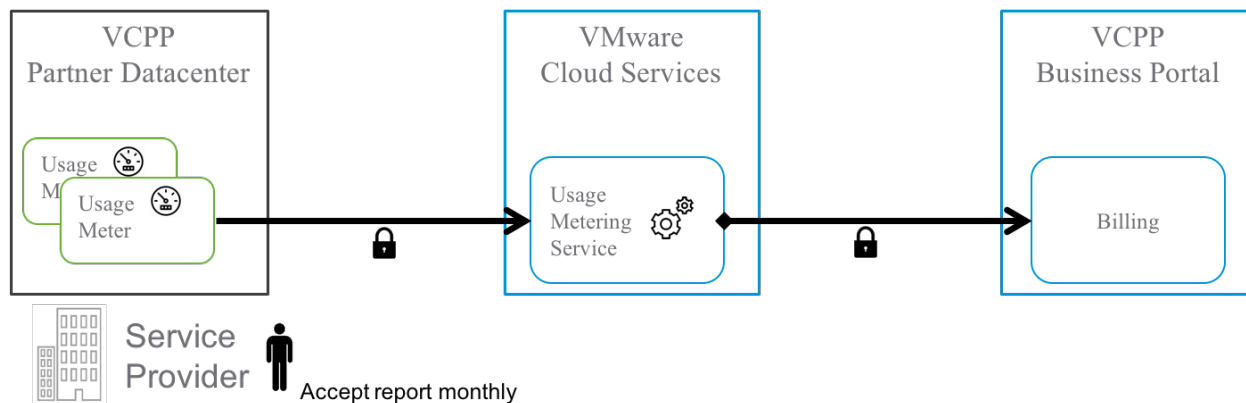 VCPP
Partner Datacenter
VMware
Cloud Services
VCPP
Business Portal
Usage
M
Usage
Meter
Usage
Metering
Service
Billing
Service
Provider
Accept report monthly